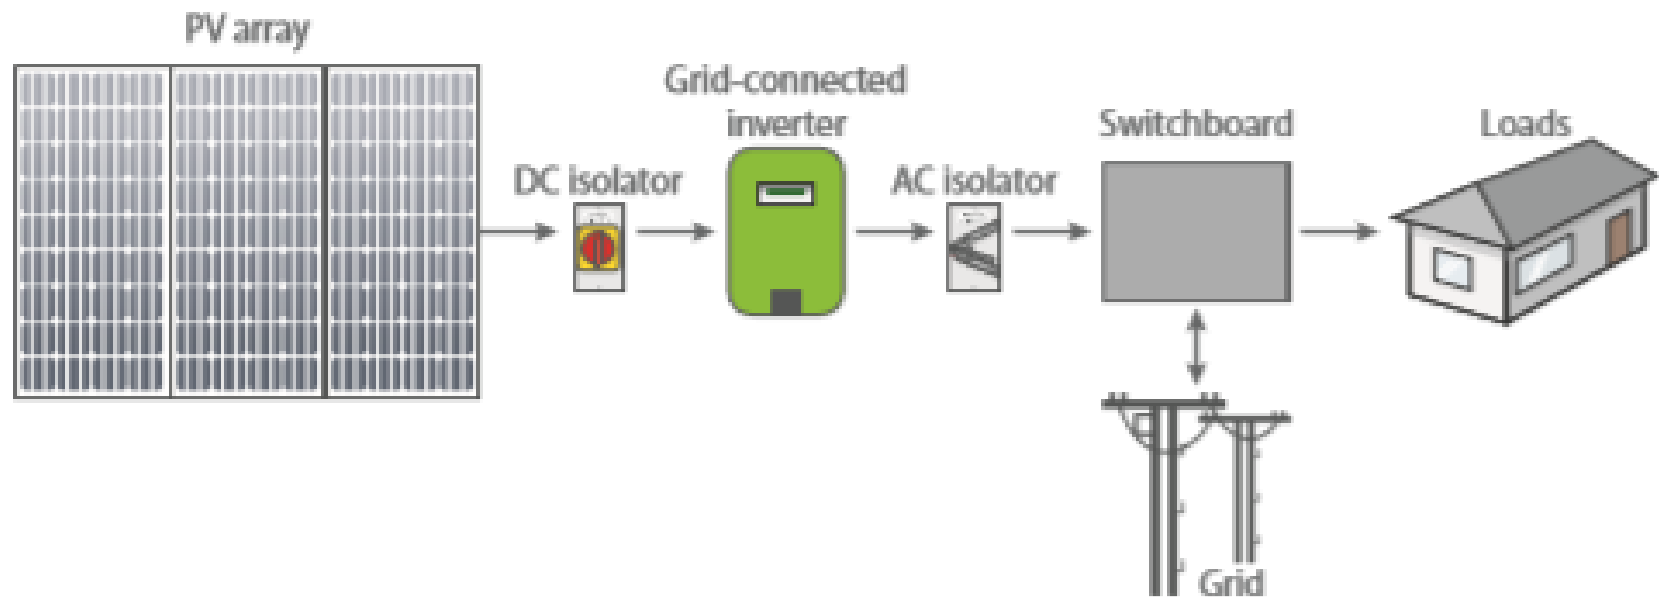 PV array
Grid-connected
inverter
DC isolator
AC isolator
Switchboard
Loads
Grid